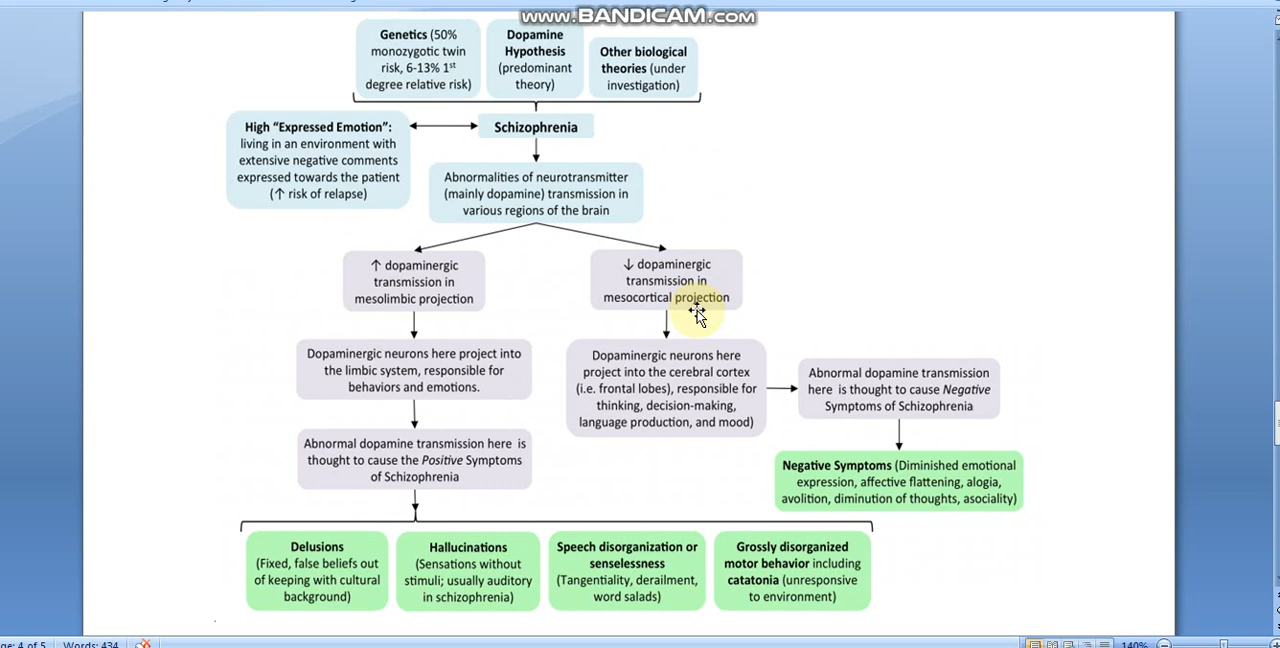 www.BANDICAM.com
Genetics (50%
monozygotic twin
risk, 6-13% 1st
degree relative risk)
Dopamine
Hypothesis
(predominant
theory)
Other biological
theories (under
investigation)
High “Expressed Emotion”:
living in an environment with
extensive negative comments
expressed towards the patient
(↑ risk of relapse)
Schizophrenia
Abnormalities of neurotransmitter
(mainly dopamine) transmission in
various regions of the brain
↑ dopaminergic
transmission in
mesolimbic projection
↓ dopaminergic
transmission in
mesocortical projection
Dopaminergic neurons here project into
the limbic system, responsible for
behaviors and emotions.
Dopaminergic neurons here
project into the cerebral cortex
(i.e. frontal lobes), responsible for
thinking, decision-making,
language production, and mood)
Abnormal dopamine transmission
here is thought to cause Negative
Symptoms of Schizophrenia
Abnormal dopamine transmission here is
thought to cause the Positive Symptoms
of Schizophrenia
Negative Symptoms (Diminished emotional
expression, affective flattening, alogia,
avolition, diminution of thoughts, asociality)
Delusions
(Fixed, false beliefs out
of keeping with cultural
background)
Hallucinations
(Sensations without
stimuli; usually auditory
in schizophrenia)
Speech disorganization or
senselessness
(Tangentiality, derailment,
word salads)
Grossly disorganized
motor behavior including
catatonia (unresponsive
to environment)
ge: 4 of 5 Words: 434 140%